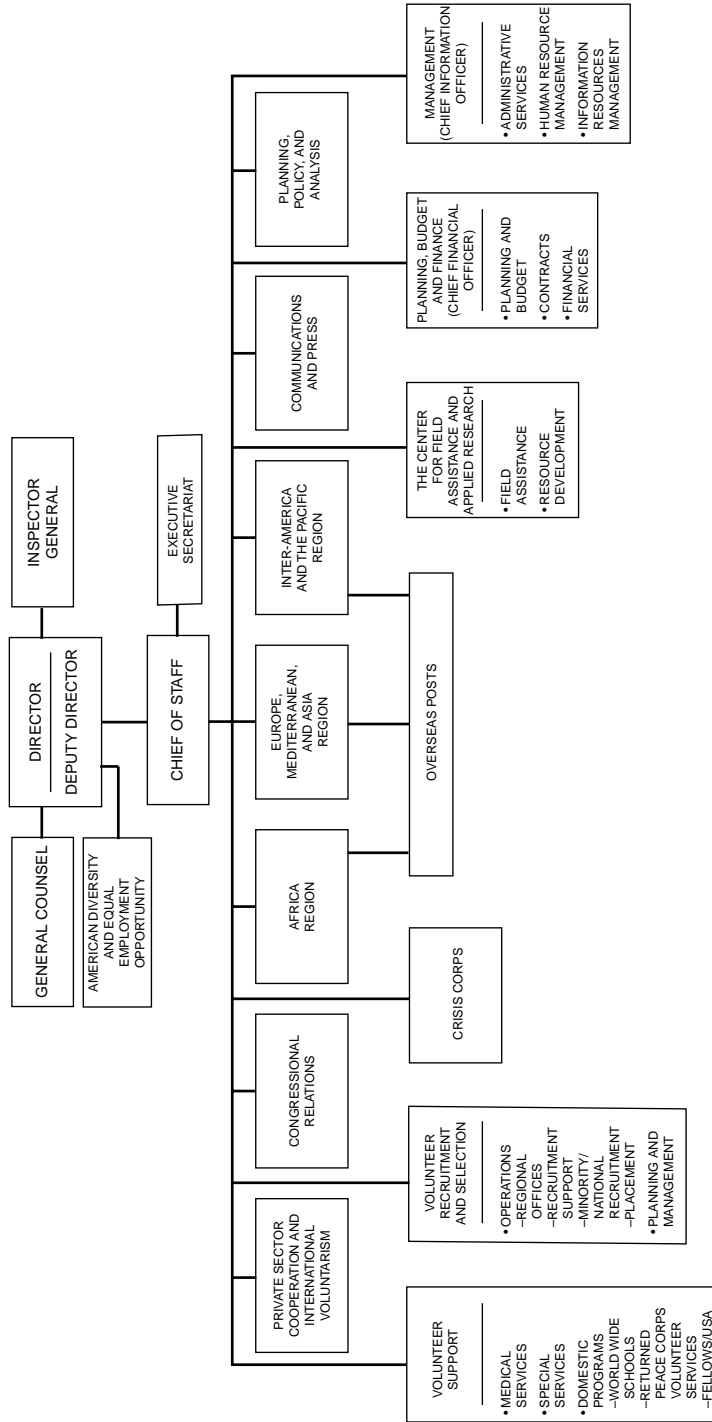 INSPECTOR
GENERAL
DIRECTOR
DEPUTY DIRECTOR
GENERAL COUNSEL
AMERICAN DIVERSITY
AND EQUAL
EMPLOYMENT
OPPORTUNITY
EXECUTIVE
SECRETARIAT
CHIEF OF STAFF
PRIVATE SECTOR
COOPERATION AND
INTERNATIONAL
VOLUNTARISM
CONGRESSIONAL
RELATIONS
AFRICA
REGION
EUROPE,
MEDITERRANEAN,
AND ASIA
REGION
INTER-AMERICA
AND THE PACIFIC
REGION
COMMUNICATIONS
AND PRESS
PLANNING,
POLICY, AND
ANALYSIS
VOLUNTEER
SUPPORT
•MEDICAL
SERVICES
•SPECIAL
SERVICES
•DOMESTIC
PROGRAMS
–WORLD WIDE
SCHOOLS
–RETURNED
PEACE CORPS
VOLUNTEER
SERVICES
–FELLOWS/USA
VOLUNTEER
RECRUITMENT
AND SELECTION
•OPERATIONS
–REGIONAL
OFFICES
–RECRUITMENT
SUPPORT
–MINORITY/
NATIONAL
RECRUITMENT
–PLACEMENT
•PLANNING AND
MANAGEMENT
CRISIS CORPS
OVERSEAS POSTS
THE CENTER
FOR FIELD
ASSISTANCE AND
APPLIED RESEARCH
•FIELD
ASSISTANCE
•RESOURCE
DEVELOPMENT
PLANNING, BUDGET
AND FINANCE
(CHIEF FINANCIAL
OFFICER)
•PLANNING AND
BUDGET
•CONTRACTS
•FINANCIAL
SERVICES
MANAGEMENT
(CHIEF INFORMATION
OFFICER)
•ADMINISTRATIVE
SERVICES
•HUMAN RESOURCE
MANAGEMENT
•INFORMATION
RESOURCES
MANAGEMENT